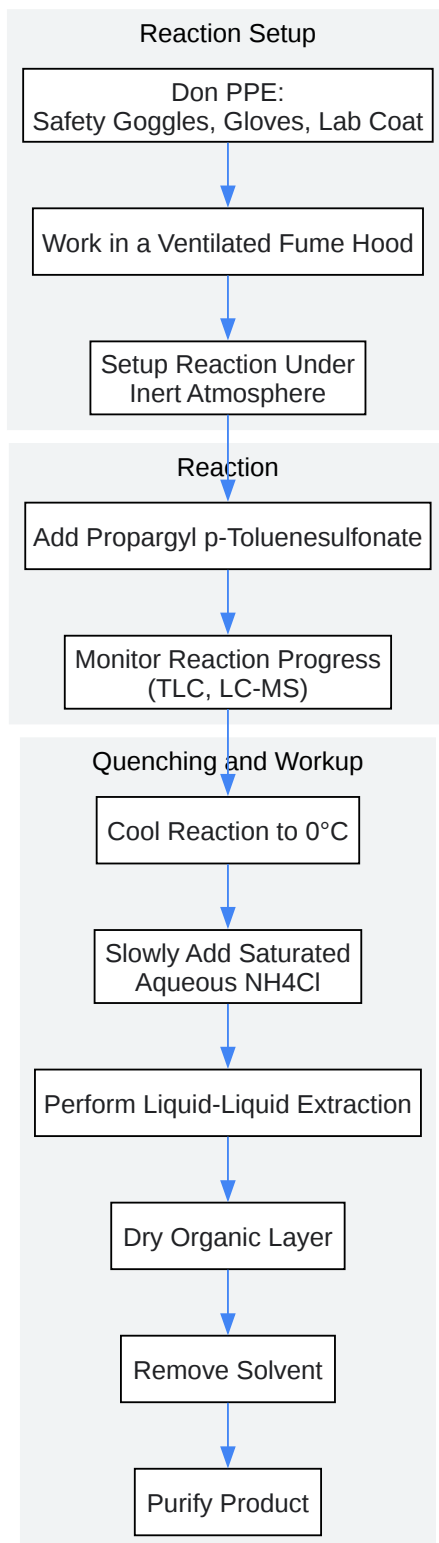 Reaction Setup
Don PPE:
Safety Goggles, Gloves, Lab Coat
Work in a Ventilated Fume Hood
Setup Reaction Under
Inert Atmosphere
Reaction
Add Propargyl p-Toluenesulfonate
Monitor Reaction Progress
(TLC, LC-MS)
Quenching and Workup
Cool Reaction to 0°C
Slowly Add Saturated
Aqueous NH4Cl
Perform Liquid-Liquid Extraction
Dry Organic Layer
Remove Solvent
Purify Product